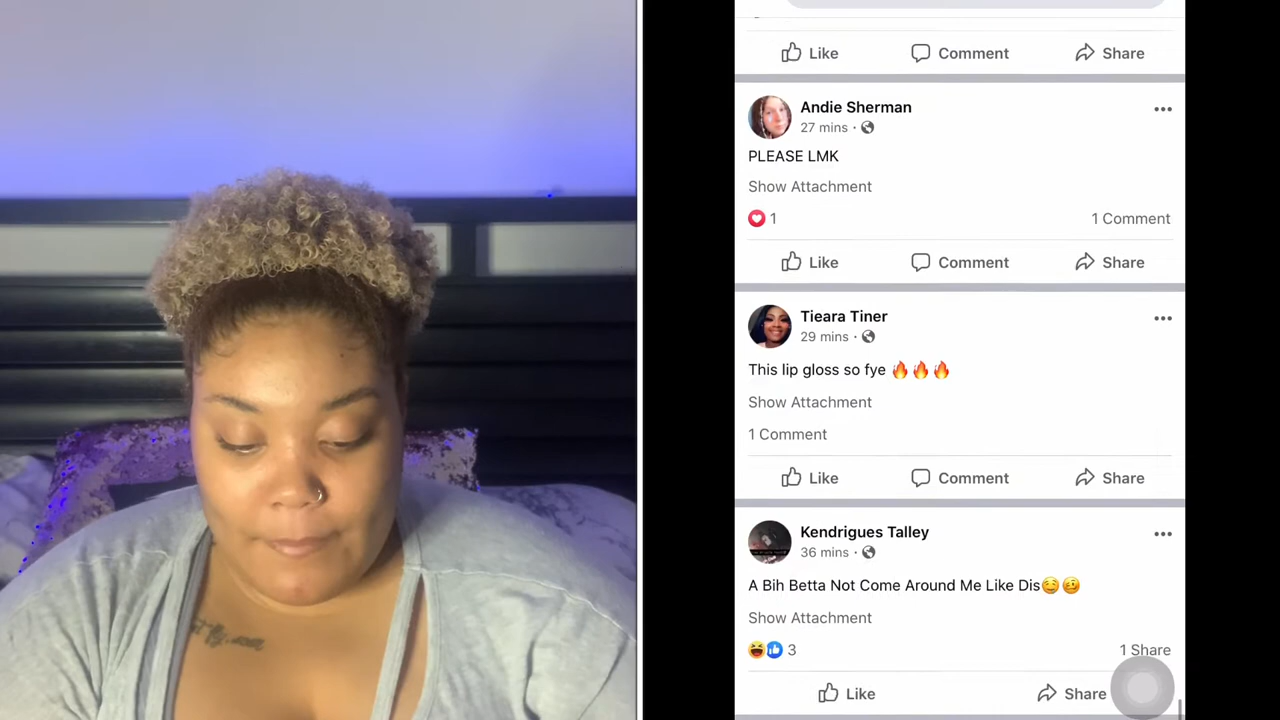 Like Comment Share
Andie Sherman
27 mins ·
PLEASE LMK
Show Attachment
1 1 Comment
Like Comment Share
Tieara Tiner
29 mins ·
This lip gloss so fye 🔥🔥🔥
Show Attachment
1 Comment
Like Comment Share
Kendrigues Talley
36 mins ·
A Bih Betta Not Come Around Me Like Dis🤤🥴
Show Attachment
3 1 Share
Like Share